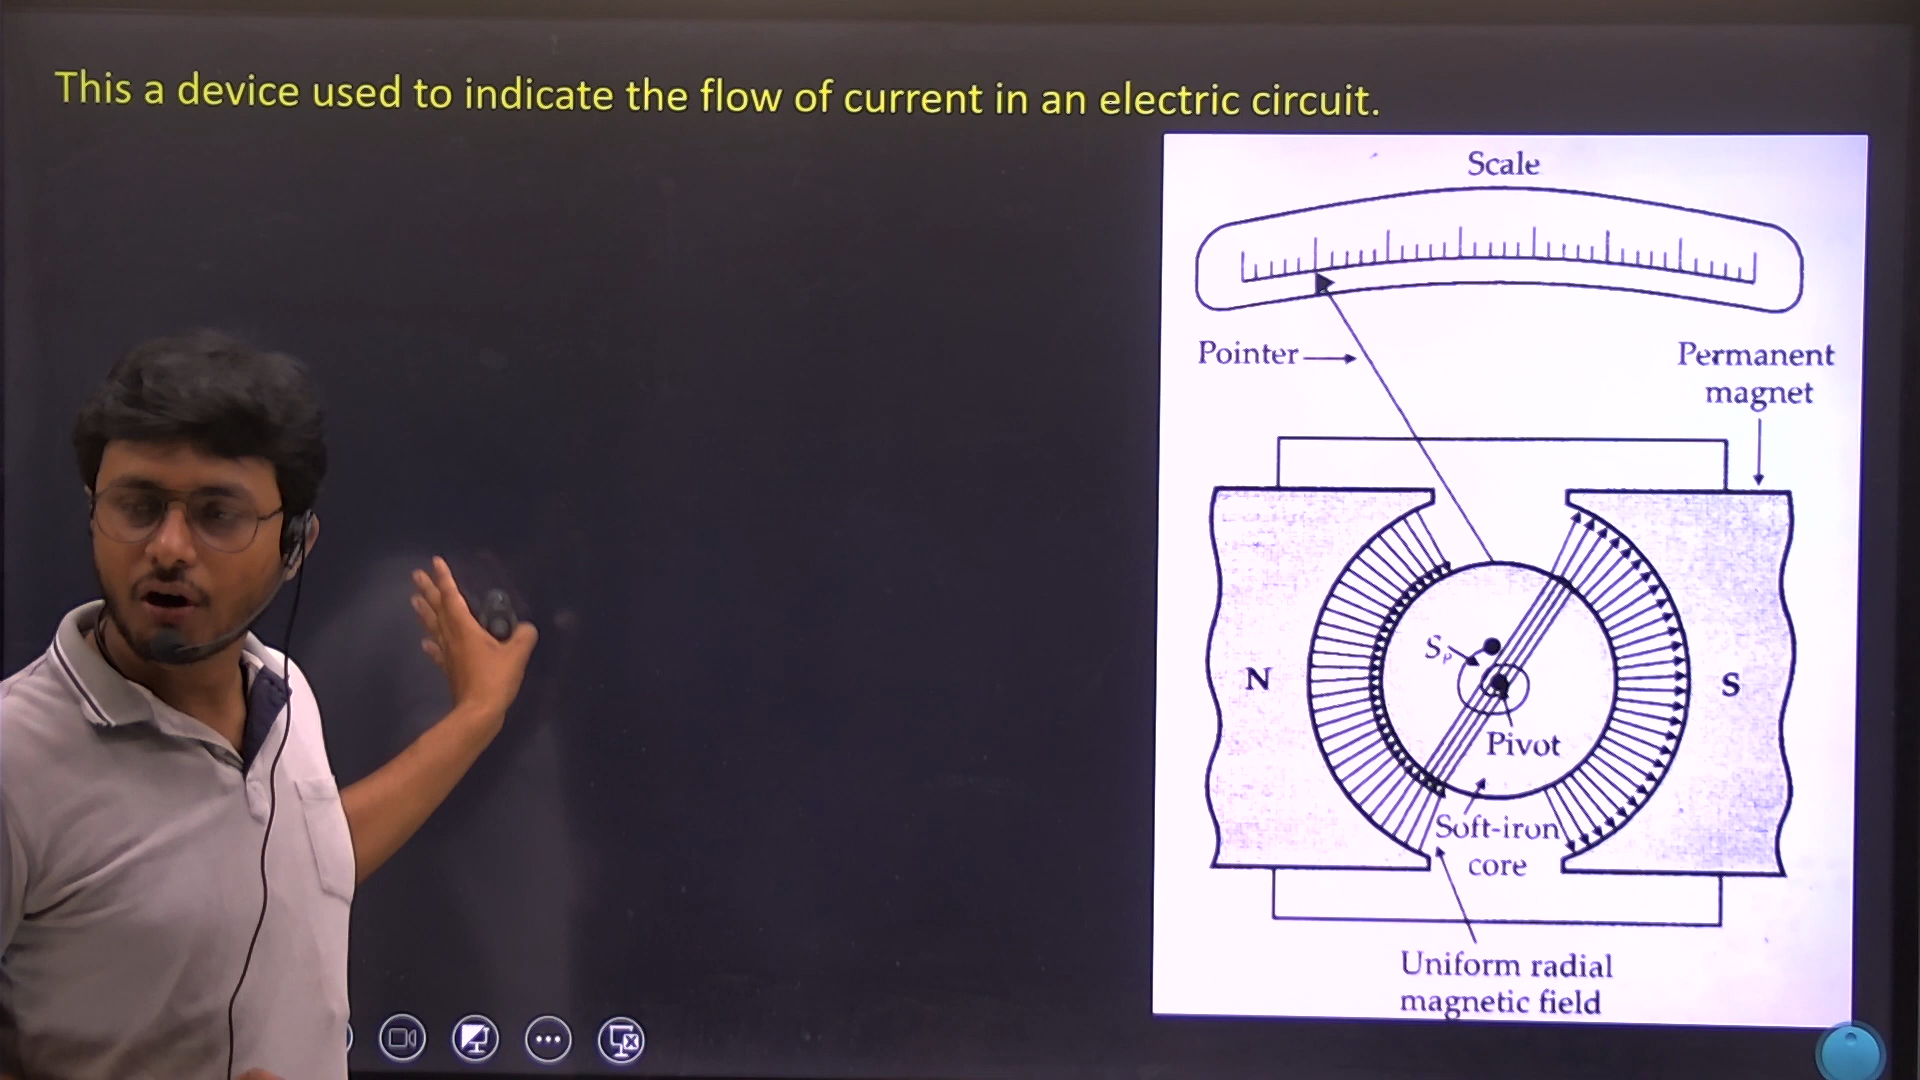 This a device used to indicate the flow of current in an electric circuit.
Scale
Pointer
Permanent
magnet
N
S
Sp
Pivot
Soft-iron
core
Uniform radial
magnetic field